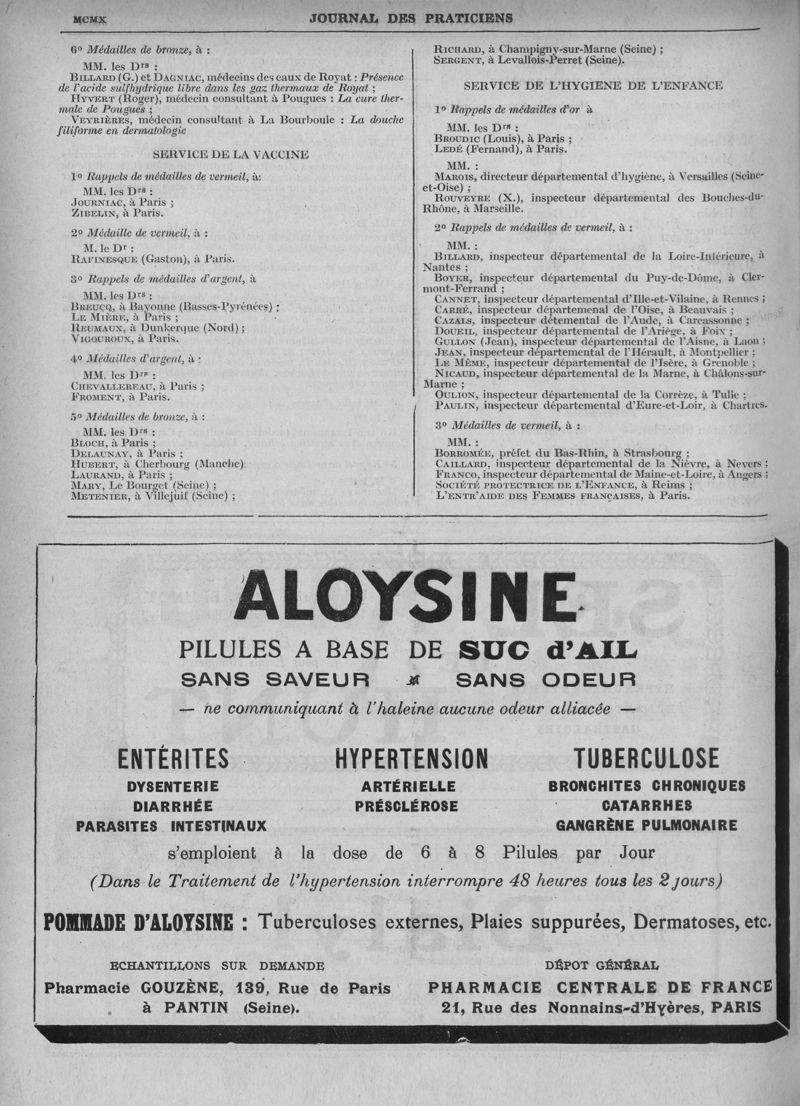 MCMX JOURNAL DES PRATICIENS
6º Médailles de bronze, à :
MM. les Drs :
BILLARD (G.) et DAGNIAC, médecins des eaux de Royat : Présence
de l'acide sulfhydrique libre dans les gaz thermaux de Royat ;
HYVERT (Roger), médecin consultant à Pougues : La cure ther-
male de Pougues ;
VEYRIÈRES, médecin consultant à La Bourboule : La douche
filiforme en dermatologie
SERVICE DE LA VACCINE
1º Rappels de médailles de vermeil, à:
MM. les Drs :
JOURNIAC, à Paris ;
ZIBELIN, à Paris.
2º Médaille de vermeil, à :
M. le Dr :
RAFINESQUE (Gaston), à Paris.
3º Rappels de médailles d'argent, à
MM. les Drs :
BREUCQ, à Bayonne (Basses-Pyrénées) ;
LE MIÈRE, à Paris ;
REUMAUX, à Dunkerque (Nord) ;
VIGOUROUX, à Paris.
4º Médailles d'argent, à :
MM. les Drs :
CHEVALLEREAU, à Paris ;
FROMENT, à Paris.
5º Médailles de bronze, à :
MM. les Drs :
BLOCH, à Paris ;
DELAUNAY, à Paris ;
HUBERT, à Cherbourg (Manche).
LAURAND, à Paris ;
MARY, Le Bourget (Seine) ;
METENIER, à Villejuif (Seine) ;
RICHARD, à Champigny-sur-Marne (Seine) ;
SERGENT, à Levallois-Perret (Seine).
SERVICE DE L'HYGIENE DE L'ENFANCE
1º Rappels de médailles d'or à
MM. les Drs :
BROUDIC (Louis), à Paris ;
LEDÉ (Fernand), à Paris.
MM. :
MAROIS, directeur départemental d'hygiène, à Versailles (Seine-
et-Oise) ;
ROUVEYRE (X.), inspecteur départemental des Bouches-du-
Rhône, à Marseille.
2º Rappels de médailles de vermeil, à :
MM. :
BILLARD, inspecteur départemental de la Loire-Intérieure, à
Nantes ;
BOYER, inspecteur départemental du Puy-de-Dôme, à Cler-
mont-Ferrand ;
CANNET, inspecteur départemental d'Ille-et-Vilaine, à Rennes ;
CARRÉ, inspecteur départemenal de l'Oise, à Beauvais ;
CAZALS, inspecteur détemental de l'Aude, à Carcassonne ;
DOUEIL, inspecteur départemental de l'Ariège, à Foix ;
GULLON (Jean), inspecteur départemental de l'Aisne, à Laon ;
JEAN, inspecteur départemental de l'Hérault, à Montpellier ;
LE MÊME, inspecteur départemental de l'Isère, à Grenoble ;
NICAUD, inspecteur départemental de la Marne, à Châlons-sur-
Marne ;
OULION, inspecteur départemental de la Corrèze, à Tulle ;
PAULIN, inspecteur départemental d'Eure-et-Loir, à Chartres.
3º Médailles de vermeil, à :
MM. :
BORROMÉE, préfet du Bas-Rhin, à Strasbourg ;
CAILLARD, inspecteur départemental de la Nièvre, à Nevers ;
FRANCO, inspecteur départemental de Maine-et-Loire, à Angers ;
SOCIÉTÉ PROTECTRICE DE L'ENFANCE, à Reims ;
L'ENTR'AIDE DES FEMMES FRANÇAISES, à Paris.
ALOYSINE
PILULES A BASE DE SUC d'AIL
SANS SAVEUR SANS ODEUR
— ne communiquant à l'haleine aucune odeur alliacée —
ENTÉRITES HYPERTENSION TUBERCULOSE
DYSENTERIE ARTÉRIELLE BRONCHITES CHRONIQUES
DIARRHÉE PRÉSCLÉROSE CATARRHES
PARASITES INTESTINAUX GANGRÈNE PULMONAIRE
s'emploient à la dose de 6 à 8 Pilules par Jour
(Dans le Traitement de l'hypertension interrompre 48 heures tous les 2 jours)
POMMADE D'ALOYSINE : Tuberculoses externes, Plaies suppurées, Dermatoses, etc.
ECHANTILLONS SUR DEMANDE DÉPOT GÉNÉRAL
Pharmacie GOUZÈNE, 139, Rue de Paris PHARMACIE CENTRALE DE FRANCE
à PANTIN (Seine). 21, Rue des Nonnains-d'Hyères, PARIS